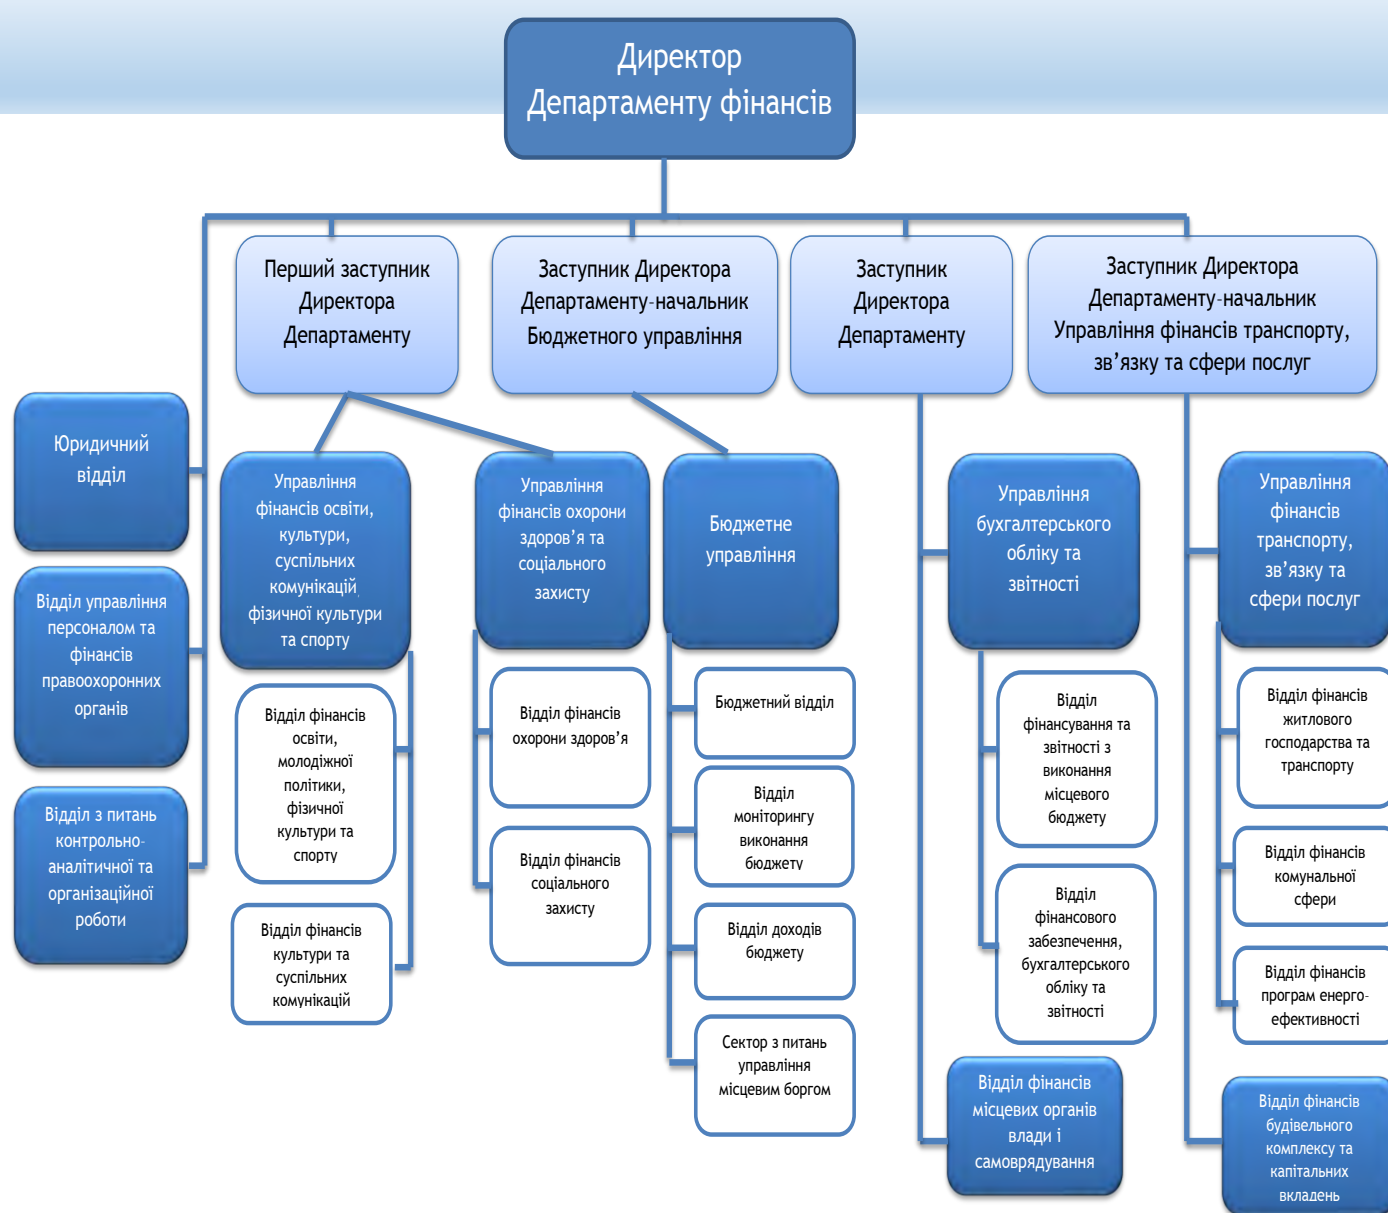 Директор
Департаменту фінансів
Перший заступник
Директора
Департаменту
Заступник Директора
Департаменту-начальник
Бюджетного управління
Заступник
Директора
Департаменту
Заступник Директора
Департаменту-начальник
Управління фінансів транспорту,
зв’язку та сфери послуг
Юридичний
відділ
Відділ управління
персоналом та
фінансів
правоохоронних
органів
Відділ з питань
контрольно-
аналітичної та
організаційної
роботи
Управління
фінансів освіти,
культури,
суспільних
комунікацій,
фізичної культури
та спорту
Відділ фінансів
освіти,
молодіжної
політики,
фізичної
культури та
спорту
Відділ фінансів
культури та
суспільних
комунікацій
Управління
фінансів охорони
здоров’я та
соціального
захисту
Відділ фінансів
охорони здоров’я
Відділ фінансів
соціального
захисту
Бюджетне
управління
Бюджетний відділ
Відділ
моніторингу
виконання
бюджету
Відділ доходів
бюджету
Сектор з питань
управління
місцевим боргом
Управління
бухгалтерського
обліку та
звітності
Відділ
фінансування та
звітності з
виконання
місцевого
бюджету
Відділ
фінансового
забезпечення,
бухгалтерського
обліку та
звітності
Відділ фінансів
місцевих органів
влади і
самоврядування
Управління
фінансів
транспорту,
зв’язку та
сфери послуг
Відділ фінансів
житлового
господарства та
транспорту
Відділ фінансів
комунальної
сфери
Відділ фінансів
програм енерго-
ефективності
Відділ фінансів
будівельного
комплексу та
капітальних
вкладень